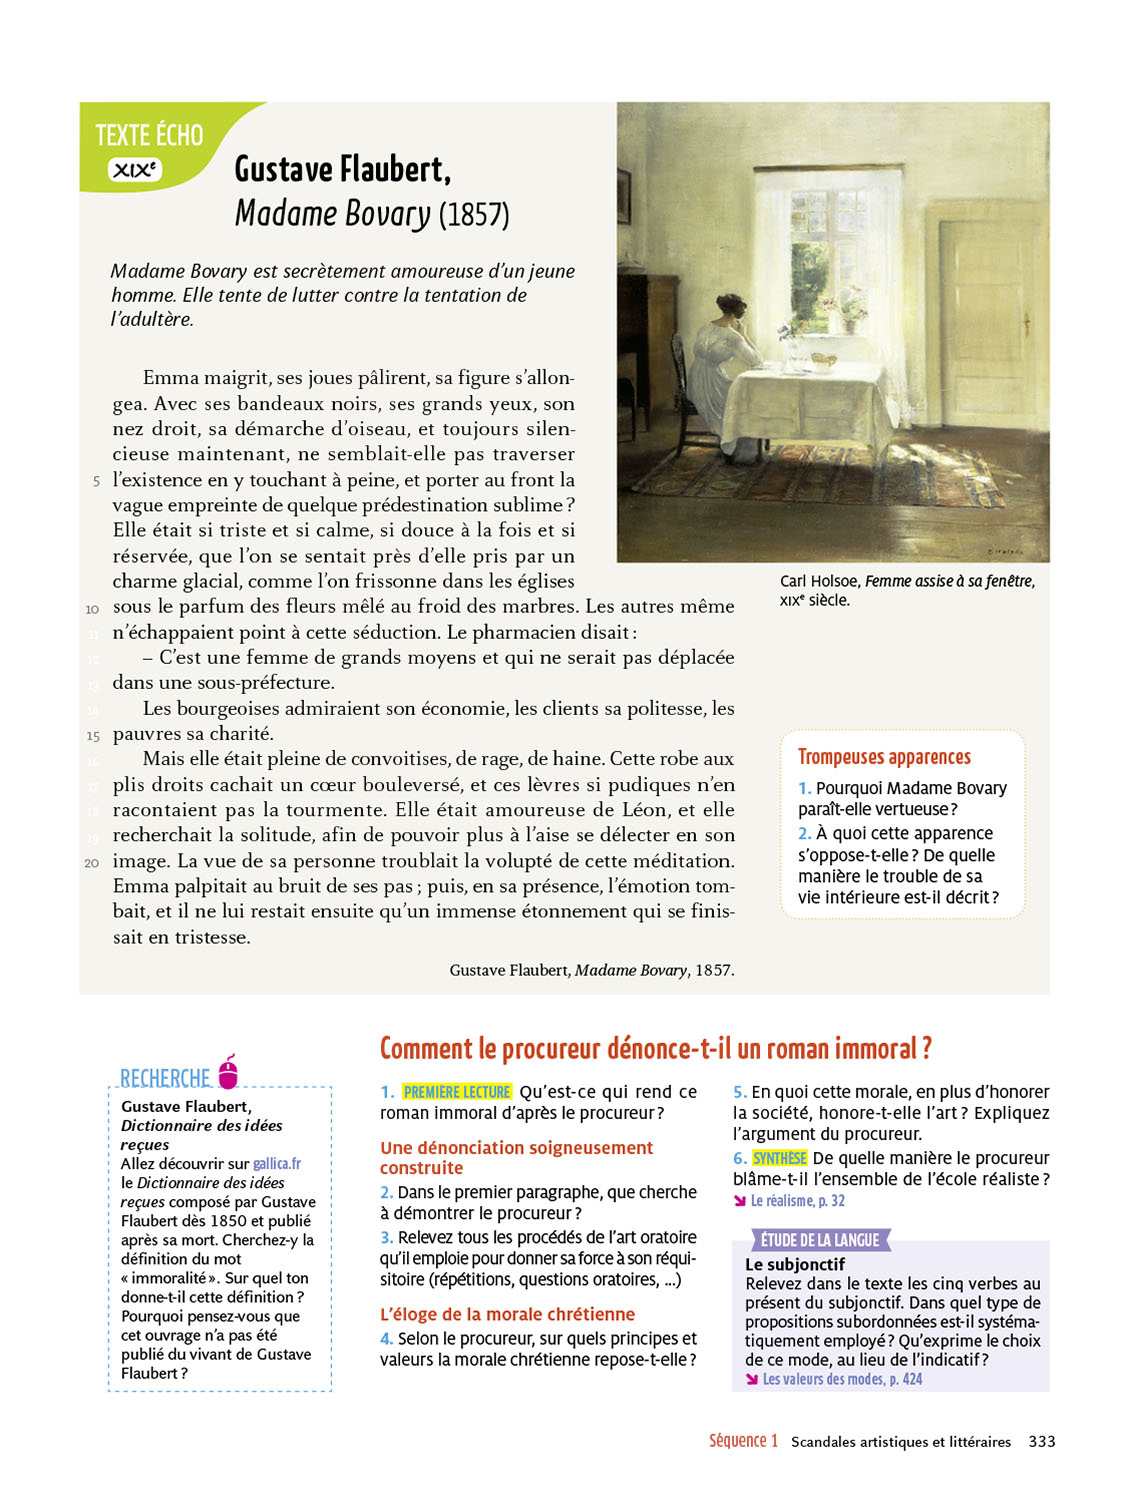 TEXTE ÉCHO
XIXe
Gustave Flaubert,
Madame Bovary (1857)
Madame Bovary est secrètement amoureuse d’un jeune
homme. Elle tente de lutter contre la tentation de
l’adultère.
Emma maigrit, ses joues pâlirent, sa figure s’allon-
gea. Avec ses bandeaux noirs, ses grands yeux, son
nez droit, sa démarche d’oiseau, et toujours silen-
cieuse maintenant, ne semblait-elle pas traverser
5 l’existence en y touchant à peine, et porter au front la
vague empreinte de quelque prédestination sublime ?
Elle était si triste et si calme, si douce à la fois et si
réservée, que l’on se sentait près d’elle pris par un
charme glacial, comme l’on frissonne dans les églises
10 sous le parfum des fleurs mêlé au froid des marbres. Les autres même
11 n’échappaient point à cette séduction. Le pharmacien disait :
12 – C’est une femme de grands moyens et qui ne serait pas déplacée
13 dans une sous-préfecture.
14 Les bourgeoises admiraient son économie, les clients sa politesse, les
15 pauvres sa charité.
16 Mais elle était pleine de convoitises, de rage, de haine. Cette robe aux
17 plis droits cachait un cœur bouleversé, et ces lèvres si pudiques n’en
18 racontaient pas la tourmente. Elle était amoureuse de Léon, et elle
19 recherchait la solitude, afin de pouvoir plus à l’aise se délecter en son
20 image. La vue de sa personne troublait la volupté de cette méditation.
Emma palpitait au bruit de ses pas ; puis, en sa présence, l’émotion tom-
bait, et il ne lui restait ensuite qu’un immense étonnement qui se finis-
sait en tristesse.
Gustave Flaubert, Madame Bovary, 1857.
Carl Holsoe, Femme assise à sa fenêtre,
XIXe siècle.
Trompeuses apparences
1. Pourquoi Madame Bovary
paraît-elle vertueuse ?
2. À quoi cette apparence
s’oppose-t-elle ? De quelle
manière le trouble de sa
vie intérieure est-il décrit ?
RECHERCHE
Gustave Flaubert,
Dictionnaire des idées
reçues
Allez découvrir sur gallica.fr
le Dictionnaire des idées
reçues composé par Gustave
Flaubert dès 1850 et publié
après sa mort. Cherchez-y la
définition du mot
« immoralité ». Sur quel ton
donne-t-il cette définition ?
Pourquoi pensez-vous que
cet ouvrage n’a pas été
publié du vivant de Gustave
Flaubert ?
Comment le procureur dénonce-t-il un roman immoral ?
1. PREMIÈRE LECTURE Qu’est-ce qui rend ce
roman immoral d’après le procureur ?
Une dénonciation soigneusement
construite
2. Dans le premier paragraphe, que cherche
à démontrer le procureur ?
3. Relevez tous les procédés de l’art oratoire
qu’il emploie pour donner sa force à son réqui-
sitoire (répétitions, questions oratoires, ...)
L’éloge de la morale chrétienne
4. Selon le procureur, sur quels principes et
valeurs la morale chrétienne repose-t-elle ?
5. En quoi cette morale, en plus d’honorer
la société, honore-t-elle l’art ? Expliquez
l’argument du procureur.
6. SYNTHÈSE De quelle manière le procureur
blâme-t-il l’ensemble de l’école réaliste ?
Le réalisme, p. 32
ÉTUDE DE LA LANGUE
Le subjonctif
Relevez dans le texte les cinq verbes au
présent du subjonctif. Dans quel type de
propositions subordonnées est-il systéma-
tiquement employé ? Qu’exprime le choix
de ce mode, au lieu de l’indicatif ?
Les valeurs des modes, p. 424
Séquence 1 Scandales artistiques et littéraires 333